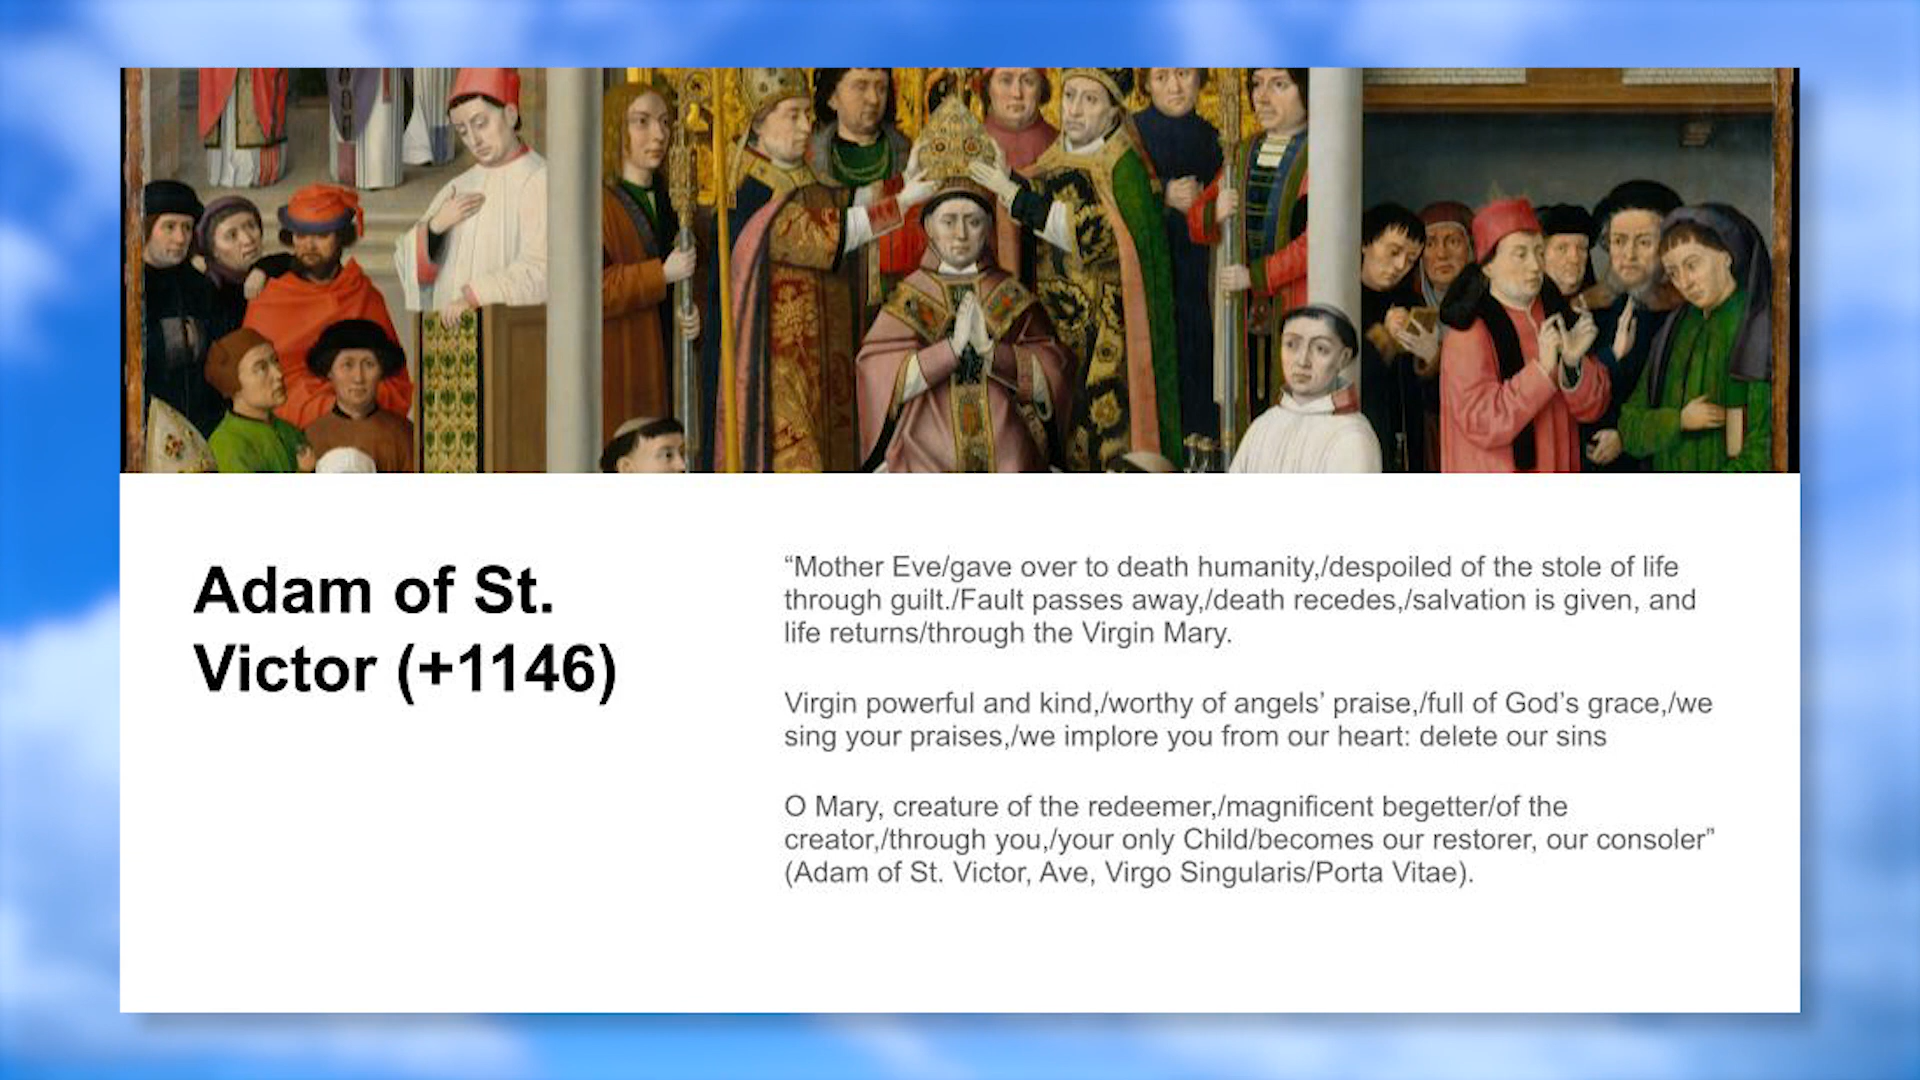 Adam of St.
Victor (+1146)
“Mother Eve/gave over to death humanity,/despoiled of the stole of life
through guilt./Fault passes away,/death recedes,/salvation is given, and
life returns/through the Virgin Mary.
Virgin powerful and kind,/worthy of angels’ praise,/full of God’s grace,/we
sing your praises,/we implore you from our heart: delete our sins
O Mary, creature of the redeemer,/magnificent begetter/of the
creator,/through you,/your only Child/becomes our restorer, our consoler”
(Adam of St. Victor, Ave, Virgo Singularis/Porta Vitae).